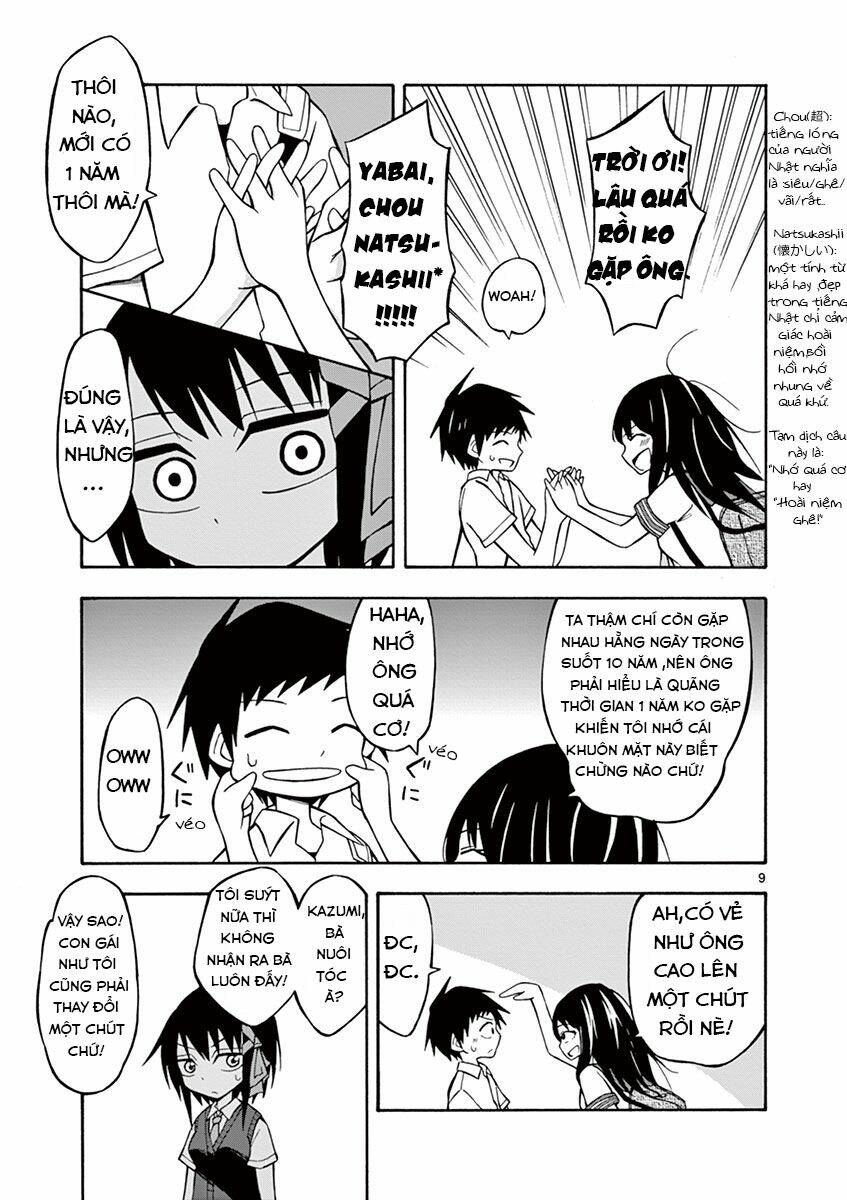 TRỜI ƠI!
LÂU QUÁ
RỒI KO
GẶP ÔNG.
WOAH!
YABAI,
CHOU
NATSU-
KASHII*
!!!!!
THÔI
NÀO,
MỚI CÓ
1 NĂM
THÔI MÀ!
ĐÚNG
LÀ VẬY,
NHƯNG
...
Chou(超):
tiếng lóng
của người
Nhật nghĩa
là siêu/ghê/
vãi/rất..
Natsukashii
(懐かしい):
một tính từ
khá hay ,đẹp
trong tiếng
Nhật chỉ cảm
giác hoài
niệm,bồi
hồi nhớ
nhung về
quá khứ.
Tạm dịch câu
này là:
"Nhớ quá cơ"
hay
"Hoài niệm
ghê!"
TA THẬM CHÍ CÒN GẶP
NHAU HẰNG NGÀY TRONG
SUỐT 10 NĂM ,NÊN ÔNG
PHẢI HIỂU LÀ QUÃNG
THỜI GIAN 1 NĂM KO GẶP
KHIẾN TÔI NHỚ CÁI
KHUÔN MẶT NÀY BIẾT
CHỪNG NÀO CHỨ!
HAHA,
NHỚ
ÔNG
QUÁ
CƠ!
véo
ぐに
OWW
OWW
ぐに
véo
9
AH,CÓ VẺ
NHƯ ÔNG
CAO LÊN
MỘT CHÚT
RỒI NÈ!
ĐC,
ĐC.
KAZUMI,
BÀ
NUÔI
TÓC
À?
TÔI SUÝT
NỮA THÌ
KHÔNG
NHẬN RA BÀ
LUÔN ĐẤY!
VẬY SAO!
CON GÁI
NHƯ TÔI
CŨNG PHẢI
THAY ĐỔI
MỘT CHÚT
CHỨ!